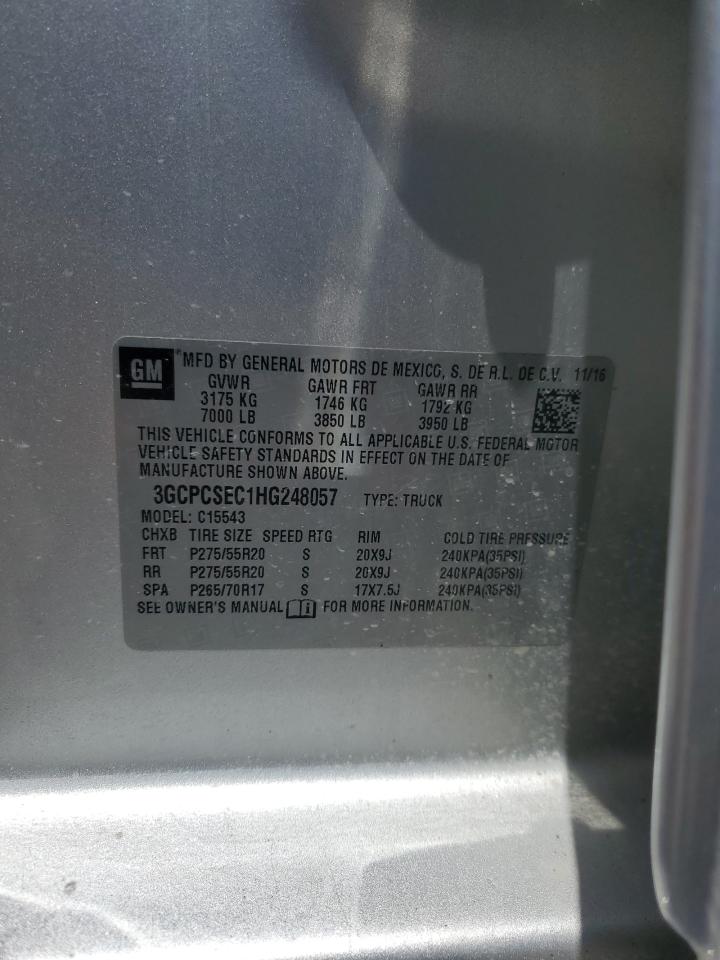 GM ® MFD BY GENERAL MOTORS DE MEXICO, S. DE R.L. DE C.V. 11/16
GVWR GAWR FRT GAWR RR
3175 KG 1746 KG 1792 KG
7000 LB 3850 LB 3950 LB
THIS VEHICLE CONFORMS TO ALL APPLICABLE U.S. FEDERAL MOTOR
VEHICLE SAFETY STANDARDS IN EFFECT ON THE DATE OF
MANUFACTURE SHOWN ABOVE.
3GCPCSEC1HG248057 TYPE: TRUCK
MODEL: C15543
CHXB TIRE SIZE SPEED RTG RIM COLD TIRE PRESSURE
FRT P275/55R20 S 20X9J 240KPA(35PSI)
RR P275/55R20 S 20X9J 240KPA(35PSI)
SPA P265/70R17 S 17X7.5J 240KPA(35PSI)
SEE OWNER'S MANUAL i FOR MORE INFORMATION.